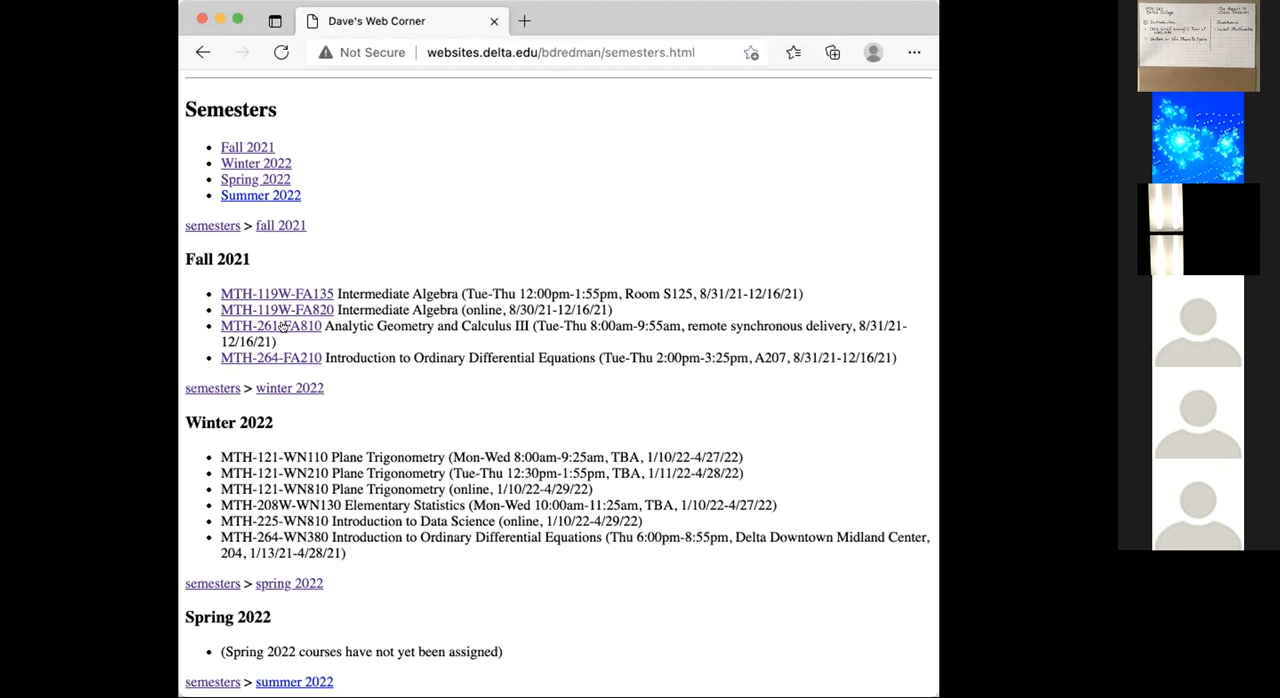 Dave's Web Corner
Not Secure
websites.delta.edu/bdredman/semesters.html
Semesters
Fall 2021
Winter 2022
Spring 2022
Summer 2022
semesters > fall 2021
Fall 2021
MTH-119W-FA135 Intermediate Algebra (Tue-Thu 12:00pm-1:55pm, Room S125, 8/31/21-12/16/21)
MTH-119W-FA820 Intermediate Algebra (online, 8/30/21-12/16/21)
MTH-261-FA810 Analytic Geometry and Calculus III (Tue-Thu 8:00am-9:55am, remote synchronous delivery, 8/31/21-
12/16/21)
MTH-264-FA210 Introduction to Ordinary Differential Equations (Tue-Thu 2:00pm-3:25pm, A207, 8/31/21-12/16/21)
semesters > winter 2022
Winter 2022
MTH-121-WN110 Plane Trigonometry (Mon-Wed 8:00am-9:25am, TBA, 1/10/22-4/27/22)
MTH-121-WN210 Plane Trigonometry (Tue-Thu 12:30pm-1:55pm, TBA, 1/11/22-4/28/22)
MTH-121-WN810 Plane Trigonometry (online, 1/10/22-4/29/22)
MTH-208W-WN130 Elementary Statistics (Mon-Wed 10:00am-11:25am, TBA, 1/10/22-4/27/22)
MTH-225-WN810 Introduction to Data Science (online, 1/10/22-4/29/22)
MTH-264-WN380 Introduction to Ordinary Differential Equations (Thu 6:00pm-8:55pm, Delta Downtown Midland Center,
204, 1/13/21-4/28/21)
semesters > spring 2022
Spring 2022
(Spring 2022 courses have not yet been assigned)
semesters > summer 2022